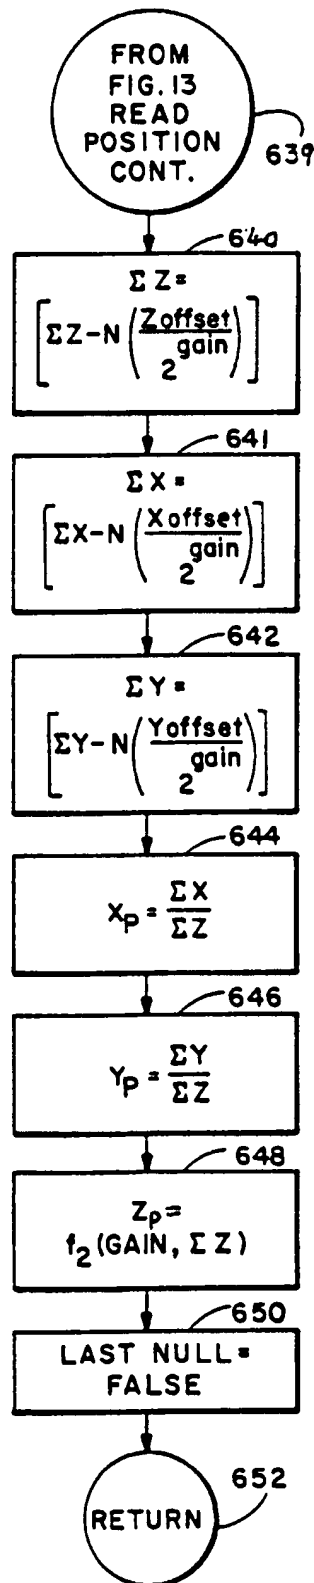 FROM
FIG. 13
READ
POSITION
CONT.
639
640
ΣZ=
[ΣZ-N(Zoffset/2^gain)]
641
ΣX=
[ΣX-N(Xoffset/2^gain)]
642
ΣY=
[ΣY-N(Yoffset/2^gain)]
644
Xp = ΣX/ΣZ
646
Yp = ΣY/ΣZ
648
Zp=
f2(GAIN, ΣZ)
650
LAST NULL=
FALSE
652
RETURN